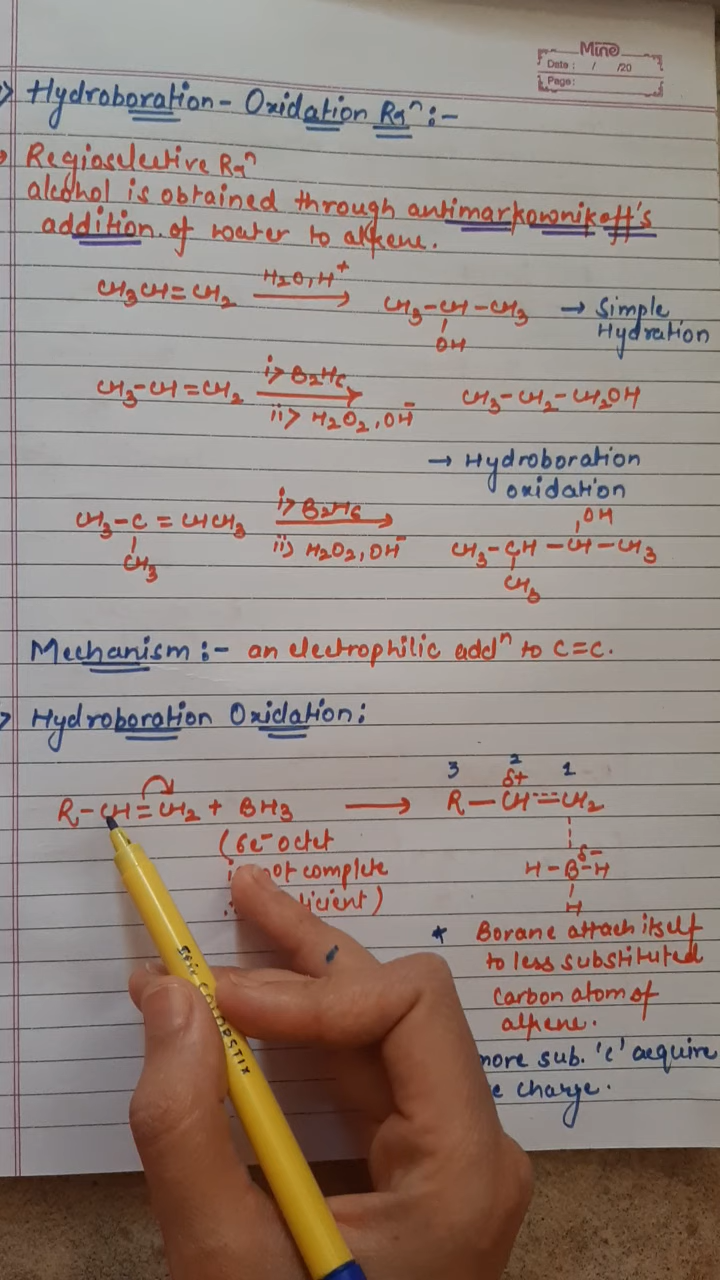 Mine
Date : / /20
Page:
Hydroboration - Oxidation Rxⁿ :-
Regioselective Rxⁿ
alcohol is obtained through antimarkownikoff's
addition of water to alkene.
CH₃CH=CH₂ H₂O, H⁺ CH₃-CH-CH₃ → Simple
OH Hydration
CH₃-CH=CH₂ i> B₂H₆ CH₃-CH₂-CH₂OH
ii> H₂O₂, OH⁻
→ Hydroboration
oxidation
OH
CH₃-C=CHCH₃ i> B₂H₆ CH₃-CH-CH-CH₃
CH₃ ii) H₂O₂, OH⁻ CH₃
Mechanism :- an electrophilic addⁿ to C=C.
Hydroboration Oxidation :
3 2 1
δ+
R-CH=CH₂ + BH₃ → R-CH=CH₂
(6e⁻ octet
not complete
δ-
H-B-H
H
* Borane attach itself
to less substituted
carbon atom of
alkene.
more sub. 'c' acquire
charge.
Stic COLORSTIX